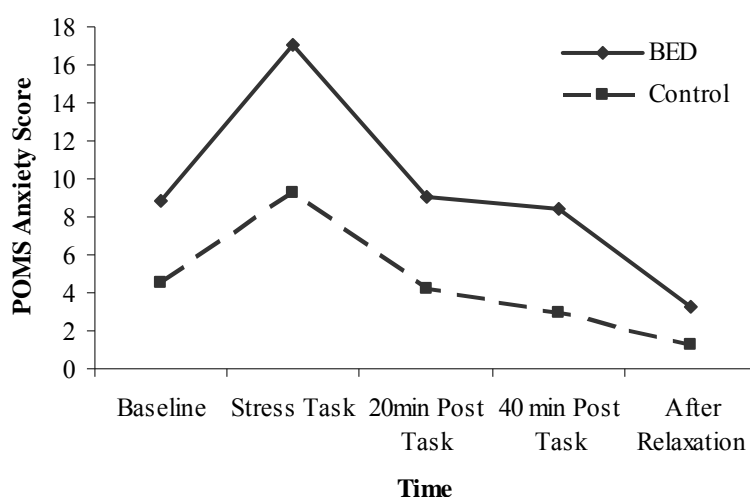 18
16
14
12
10
8
6
4
2
0
POMS Anxiety Score
BED
Control
Baseline
Stress Task
20min Post
Task
40 min Post
Task
After
Relaxation
Time